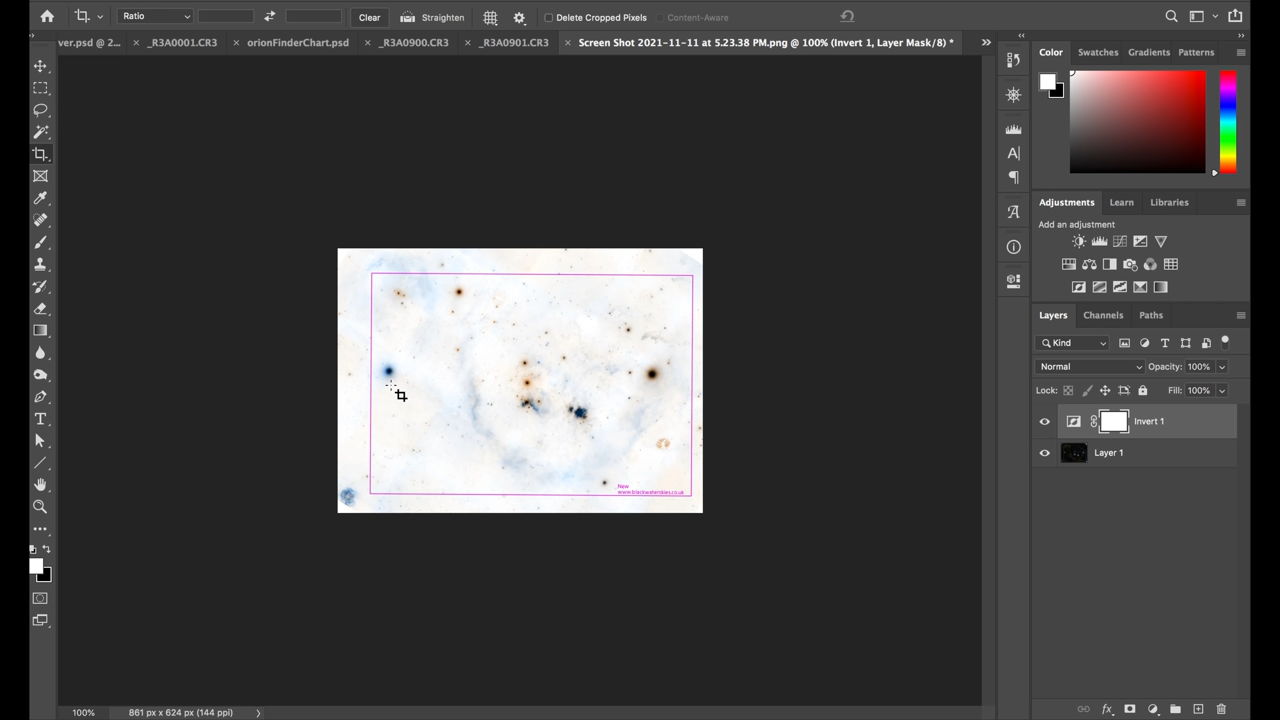 Ratio
Clear
Straighten
Delete Cropped Pixels
Content-Aware
ver.psd @ 2...
_R3A0001.CR3
orionFinderChart.psd
_R3A0900.CR3
_R3A0901.CR3
Screen Shot 2021-11-11 at 5.23.38 PM.png @ 100% (Invert 1, Layer Mask/8) *
Color
Swatches
Gradients
Patterns
Adjustments
Learn
Libraries
Add an adjustment
Layers
Channels
Paths
Kind
Normal
Opacity: 100%
Lock:
Fill: 100%
Invert 1
Layer 1
New
www.blackwaterskies.co.uk
100%
861 px x 624 px (144 ppi)